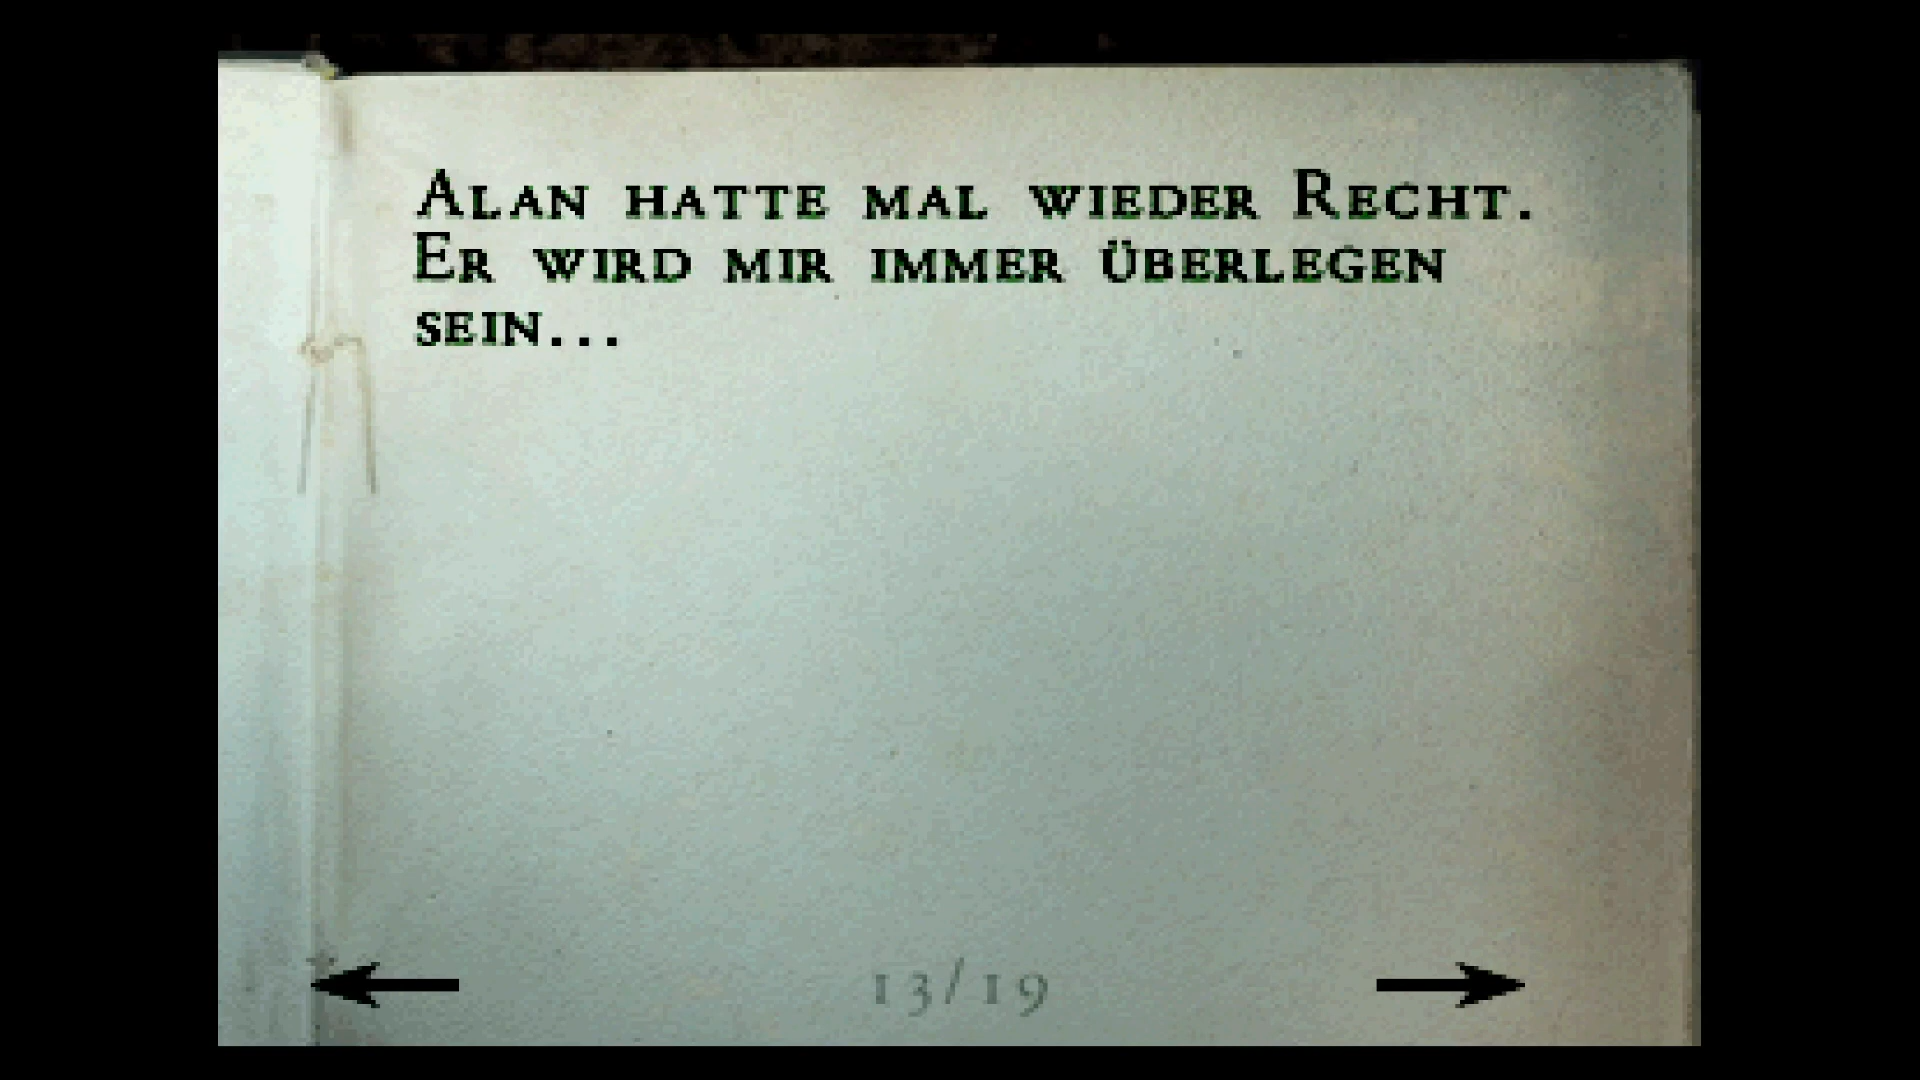 Alan hatte mal wieder Recht.
Er wird mir immer überlegen
sein...
13/19